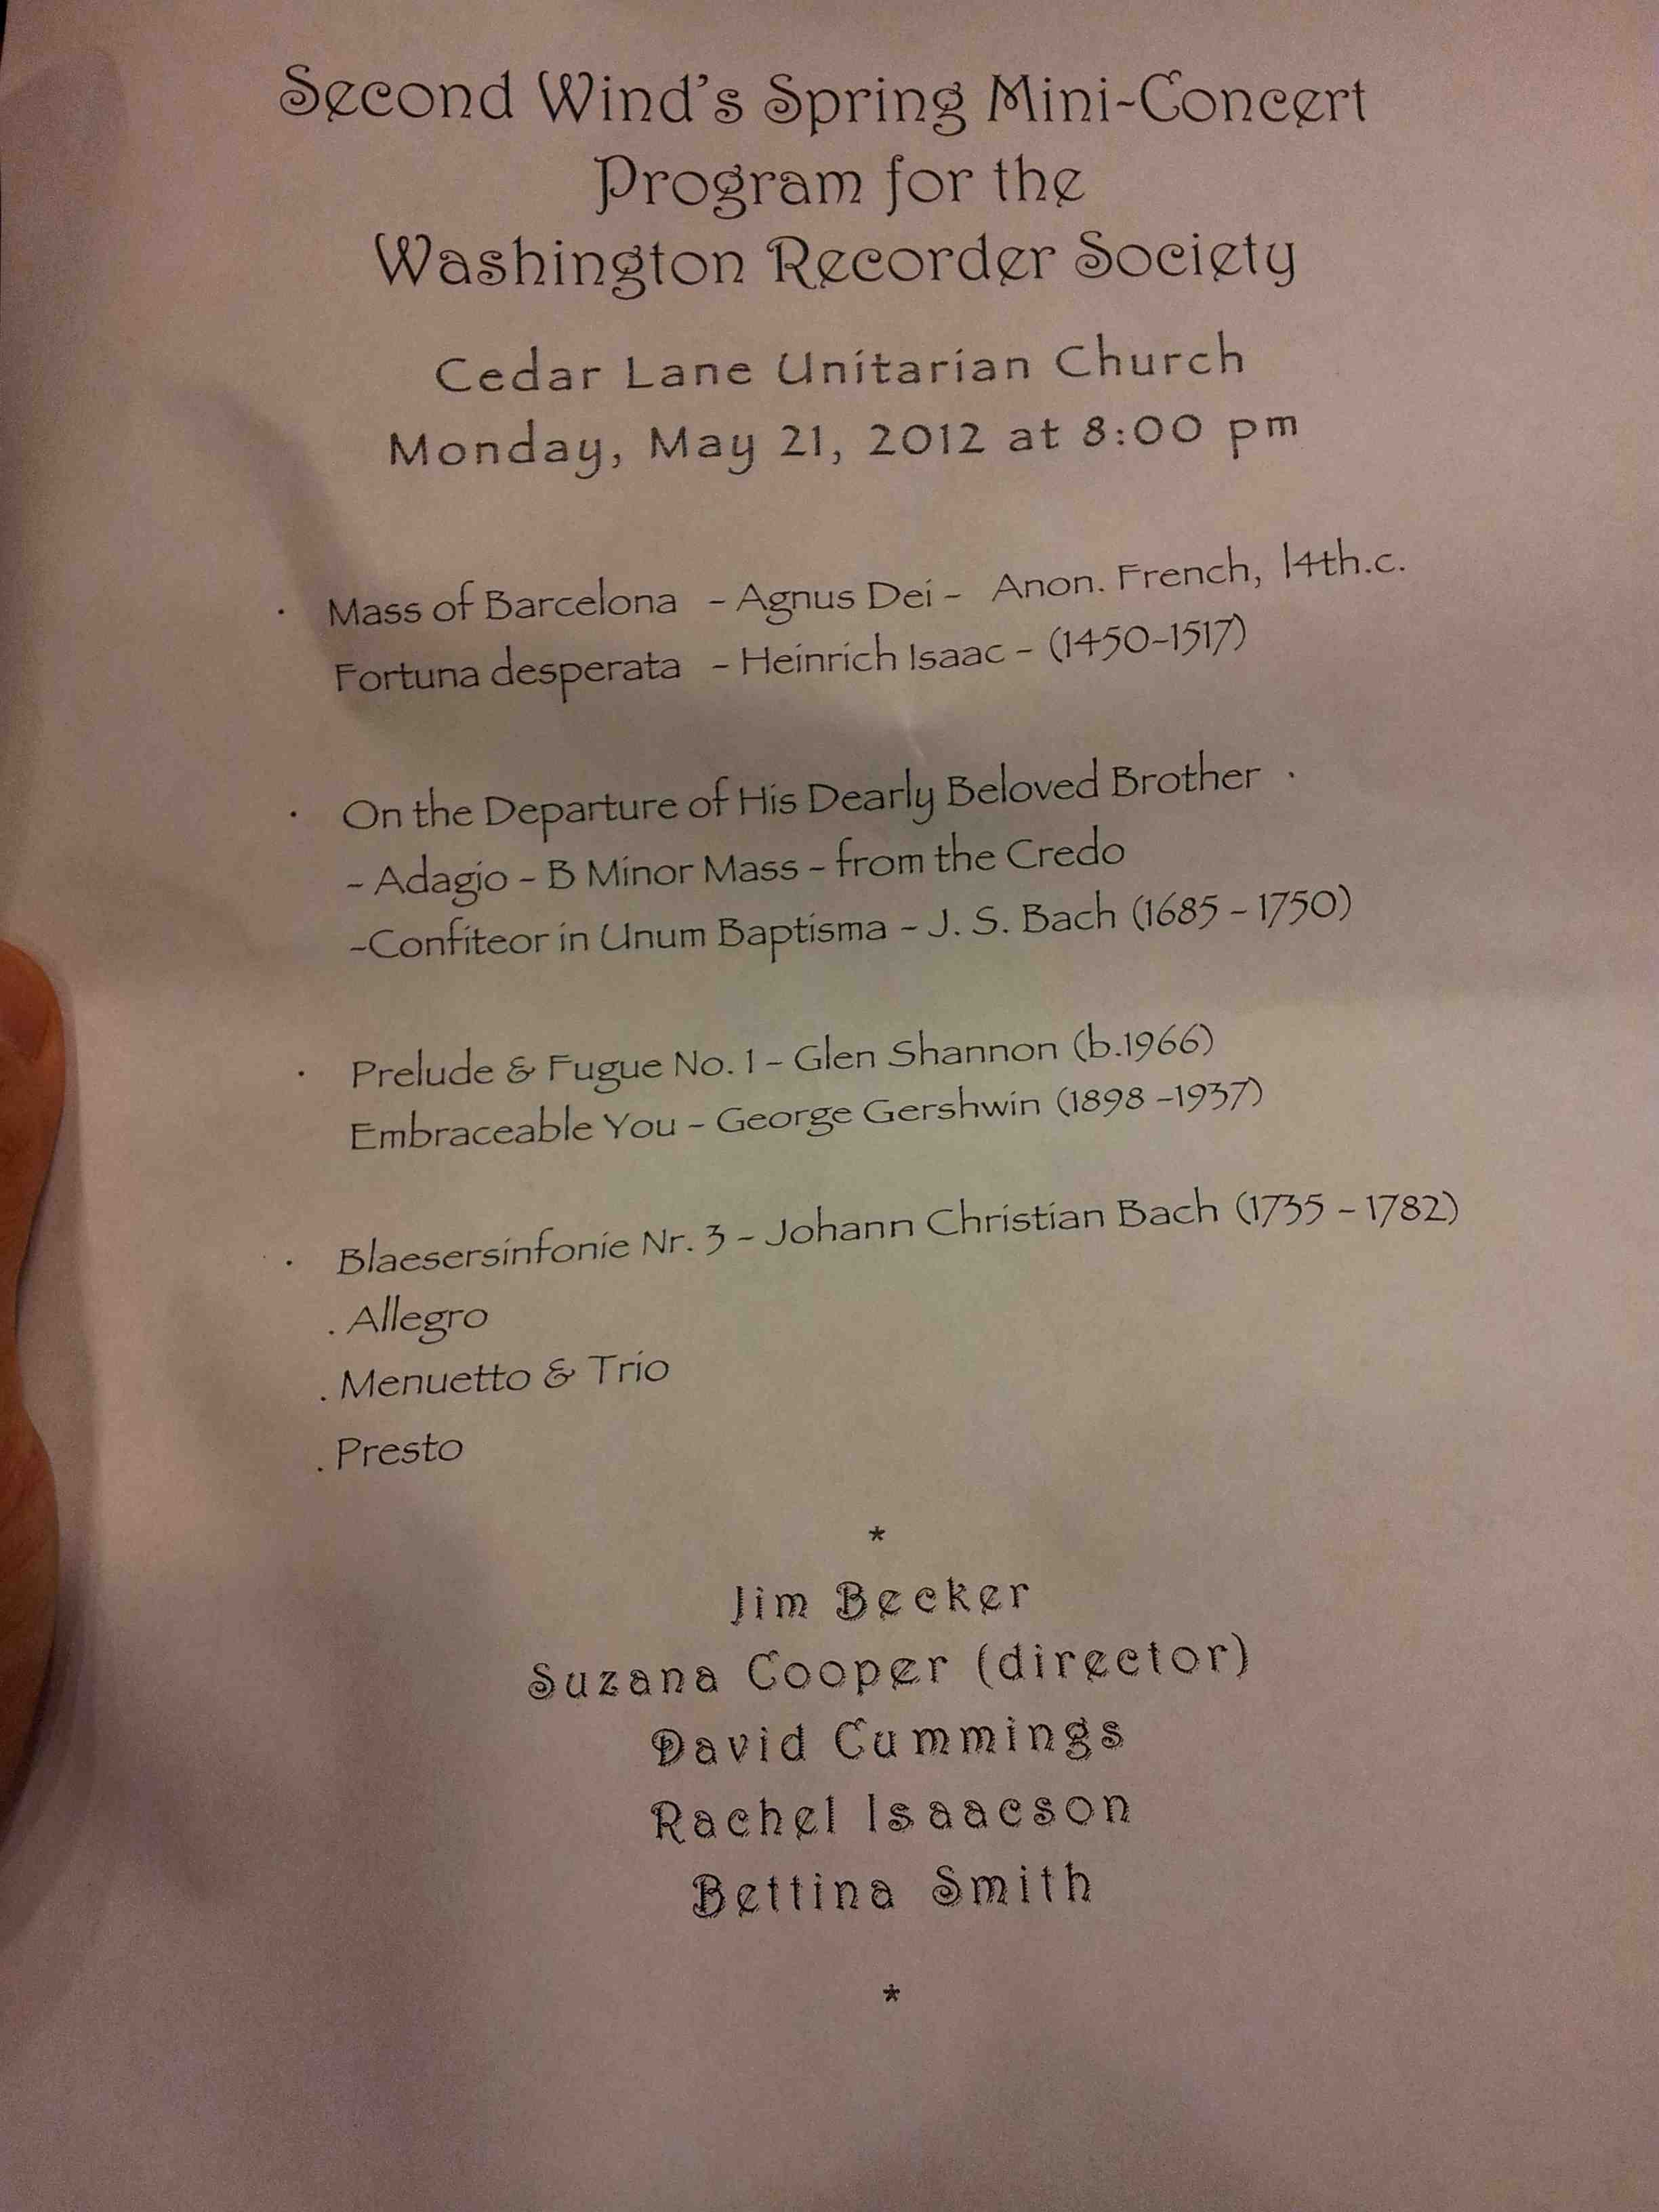 Second Wind's Spring Mini-Concert
Program for the
Washington Recorder Society
Cedar Lane Unitarian Church
Monday, May 21, 2012 at 8:00 pm
· Mass of Barcelona - Agnus Dei - Anon. French, 14th.c.
Fortuna desperata - Heinrich Isaac - (1450-1517)
· On the Departure of His Dearly Beloved Brother ·
- Adagio - B Minor Mass - from the Credo
-Confiteor in Unum Baptisma - J. S. Bach (1685 - 1750)
· Prelude & Fugue No. 1 - Glen Shannon (b.1966)
Embraceable You - George Gershwin (1898 -1937)
· Blaesersinfonie Nr. 3 - Johann Christian Bach (1735 - 1782)
. Allegro
. Menuetto & Trio
. Presto
*
Jim Becker
Suzana Cooper (director)
David Cummings
Rachel Isaacson
Bettina Smith
*